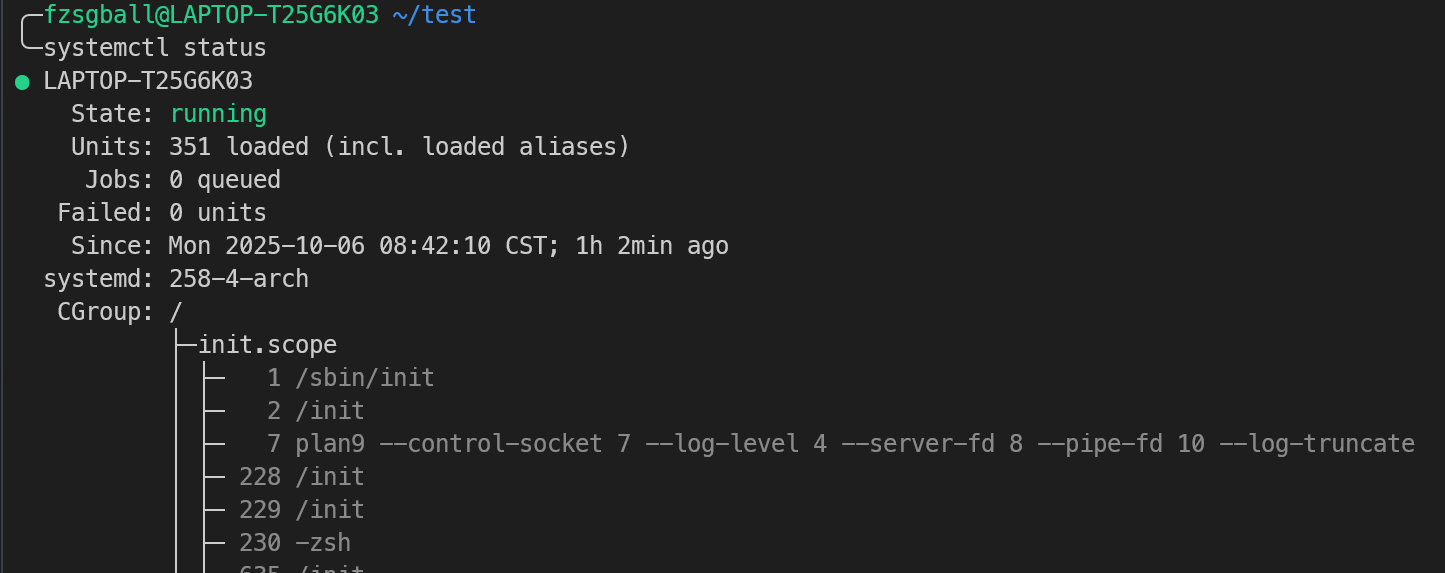 fzsgball@LAPTOP-T25G6K03 ~/test
systemctl status
● LAPTOP-T25G6K03
State: running
Units: 351 loaded (incl. loaded aliases)
Jobs: 0 queued
Failed: 0 units
Since: Mon 2025-10-06 08:42:10 CST; 1h 2min ago
systemd: 258-4-arch
CGroup: /
├─init.scope
│ ├─   1 /sbin/init
│ ├─   2 /init
│ ├─   7 plan9 --control-socket 7 --log-level 4 --server-fd 8 --pipe-fd 10 --log-truncate
│ ├─ 228 /init
│ ├─ 229 /init
│ ├─ 230 -zsh
│ ├─ 635 /init